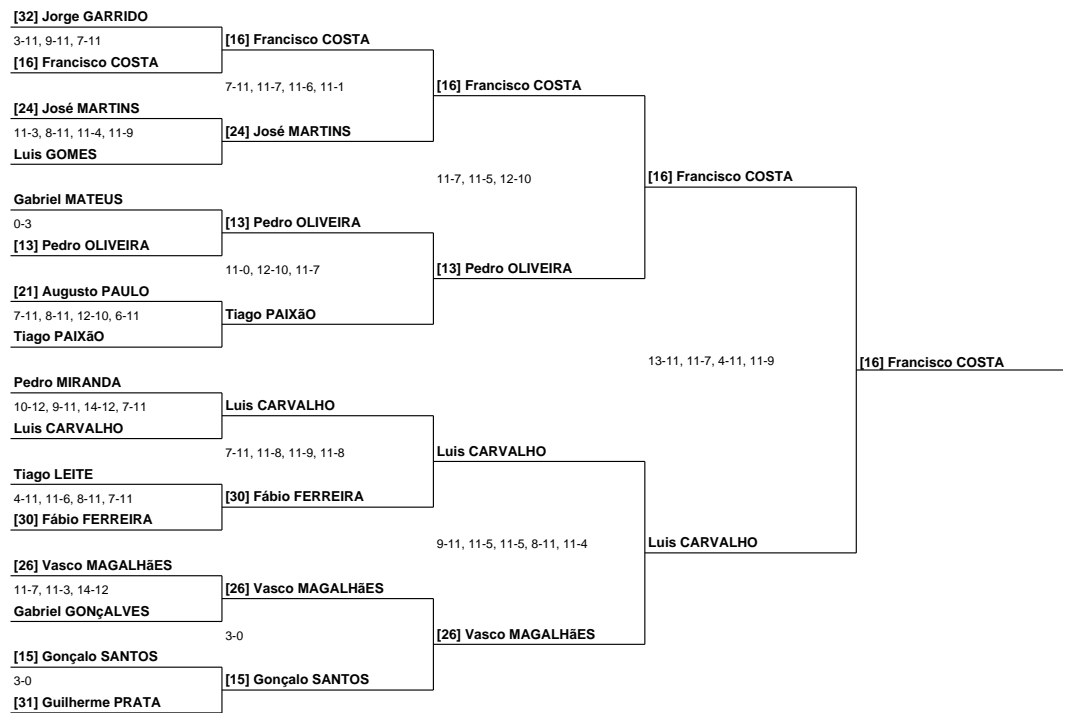 [32] Jorge GARRIDO
3-11, 9-11, 7-11
[16] Francisco COSTA
[16] Francisco COSTA
7-11, 11-7, 11-6, 11-1
[16] Francisco COSTA
[24] José MARTINS
11-3, 8-11, 11-4, 11-9
[24] José MARTINS
Luis GOMES
11-7, 11-5, 12-10
[16] Francisco COSTA
Gabriel MATEUS
0-3
[13] Pedro OLIVEIRA
[13] Pedro OLIVEIRA
11-0, 12-10, 11-7
[13] Pedro OLIVEIRA
[21] Augusto PAULO
7-11, 8-11, 12-10, 6-11
Tiago PAIXãO
Tiago PAIXãO
13-11, 11-7, 4-11, 11-9
[16] Francisco COSTA
Pedro MIRANDA
10-12, 9-11, 14-12, 7-11
Luis CARVALHO
Luis CARVALHO
7-11, 11-8, 11-9, 11-8
Luis CARVALHO
Tiago LEITE
4-11, 11-6, 8-11, 7-11
[30] Fábio FERREIRA
[30] Fábio FERREIRA
9-11, 11-5, 11-5, 8-11, 11-4
Luis CARVALHO
[26] Vasco MAGALHãES
11-7, 11-3, 14-12
[26] Vasco MAGALHãES
Gabriel GONçALVES
3-0
[26] Vasco MAGALHãES
[15] Gonçalo SANTOS
3-0
[15] Gonçalo SANTOS
[31] Guilherme PRATA